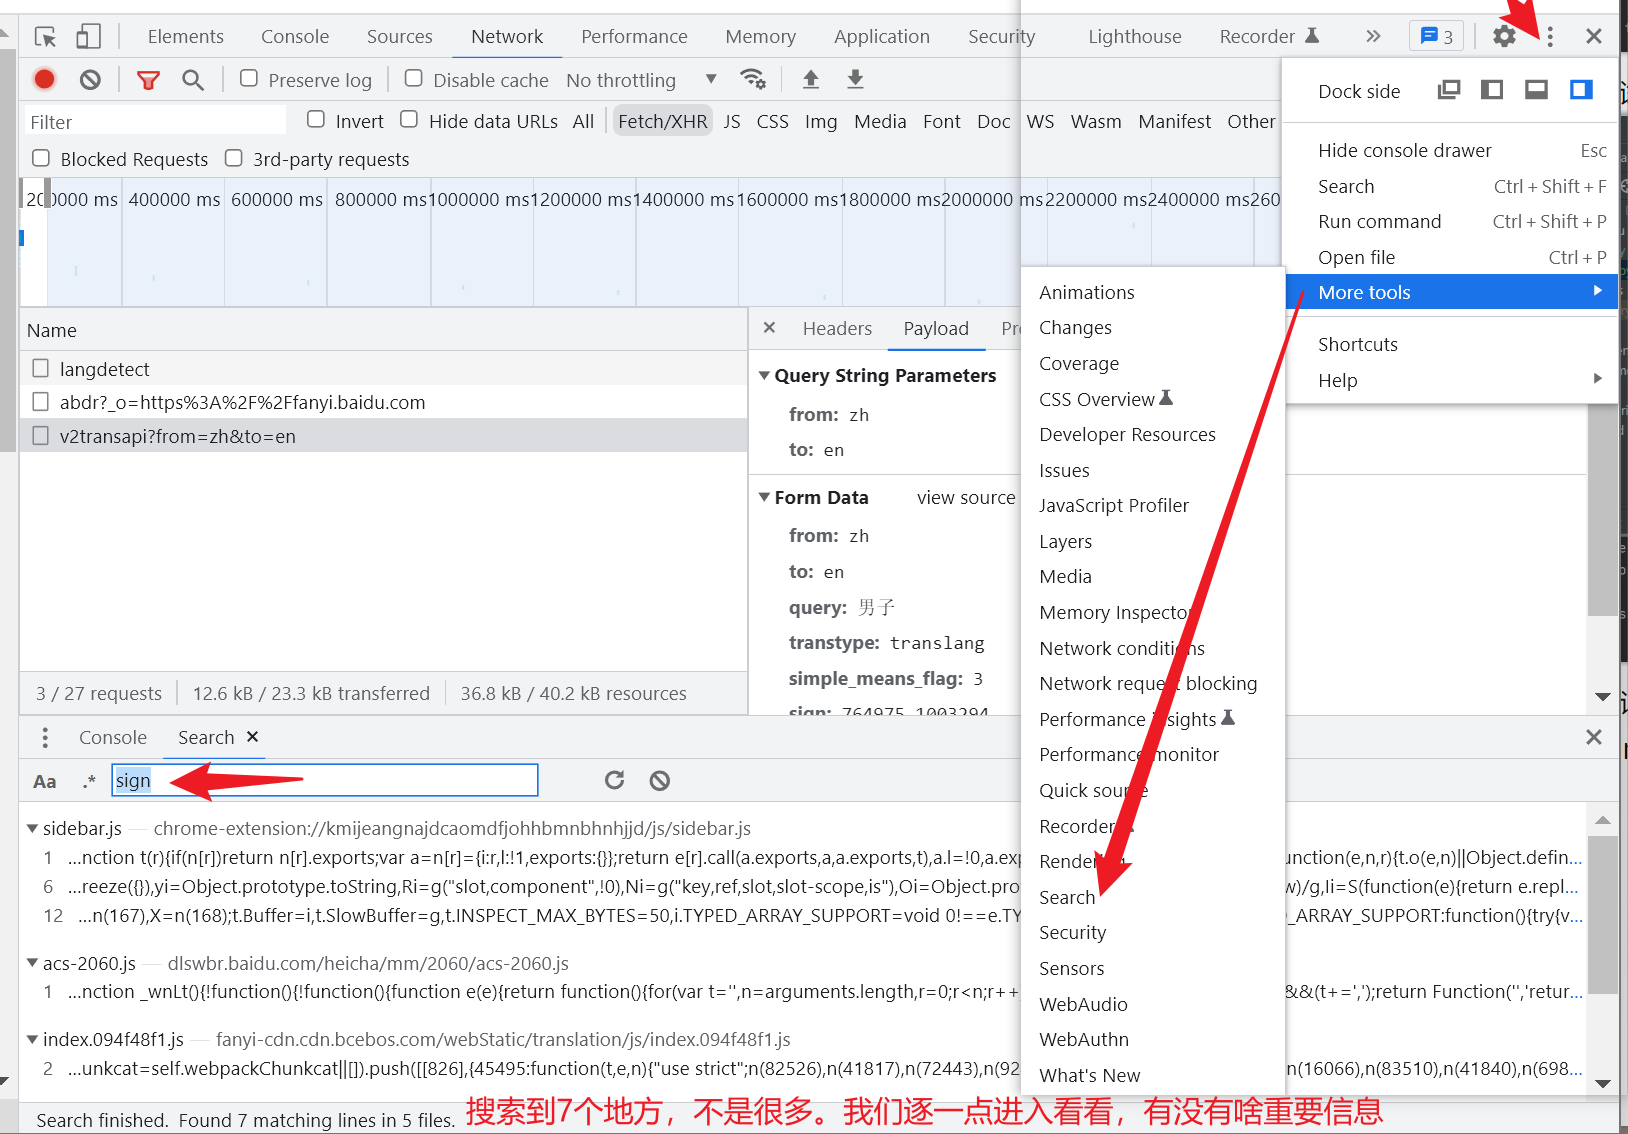 Elements Console Sources Network Performance Memory Application Security Lighthouse Recorder 3
Preserve log Disable cache No throttling
Filter Invert Hide data URLs All Fetch/XHR JS CSS Img Media Font Doc WS Wasm Manifest Other
Blocked Requests 3rd-party requests
400000 ms 600000 ms 800000 ms 1000000 ms 1200000 ms 1400000 ms 1600000 ms 1800000 ms 2000000 ms 2200000 ms 2400000 ms
Name
langdetect
abdr?_o=https%3A%2F%2Ffanyi.baidu.com
v2transapi?from=zh&to=en
3 / 27 requests 12.6 kB / 23.3 kB transferred 36.8 kB / 40.2 kB resources
Headers Payload
Query String Parameters
from: zh
to: en
Form Data view source
from: zh
to: en
query: 男子
transtype: translang
simple_means_flag: 3
sign: 764975.1003294
Dock side
Hide console drawer Esc
Search Ctrl + Shift + F
Run command Ctrl + Shift + P
Open file Ctrl + P
More tools
Shortcuts
Help
Animations
Changes
Coverage
CSS Overview
Developer Resources
Issues
JavaScript Profiler
Layers
Media
Memory Inspector
Network conditions
Network request blocking
Performance insights
Performance monitor
Quick source
Recorder
Rendering
Search
Security
Sensors
WebAudio
WebAuthn
What's New
Console Search
Aa .* sign
sidebar.js — chrome-extension://kmijeangnajdcaomdfjohhbmnbhnhjjd/js/sidebar.js
1 …nction t(r){if(n[r])return n[r].exports;var a=n[r]={i:r,l:!1,exports:{}};return e[r].call(a.exports,a,a.exports,t),a.l=!0,a.exp unction(e,n,r){t.o(e,n)||Object.defin…
6 …reeze({}),yi=Object.prototype.toString,Ri=g("slot,component",!0),Ni=g("key,ref,slot,slot-scope,is"),Oi=Object.pro w)/g,Ii=S(function(e){return e.repl…
12 …n(167),X=n(168);t.Buffer=i,t.SlowBuffer=g,t.INSPECT_MAX_BYTES=50,i.TYPED_ARRAY_SUPPORT=void 0!==e.TY _ARRAY_SUPPORT:function(){try{v…
acs-2060.js — dlswbr.baidu.com/heicha/mm/2060/acs-2060.js
1 …nction _wnLt(){!function(){!function(){function e(e){return function(){for(var t='',n=arguments.length,r=0;r<n;r++ &&(t+=',');return Function('','retur…
index.094f48f1.js — fanyi-cdn.cdn.bcebos.com/webStatic/translation/js/index.094f48f1.js
2 …unkcat=self.webpackChunkcat||[]).push([[826],{45495:function(t,e,n){"use strict";n(82526),n(41817),n(72443),n(92 n(16066),n(83510),n(41840),n(698…
Search finished. Found 7 matching lines in 5 files.
搜索到7个地方，不是很多。我们逐一点进入看看，有没有啥重要信息